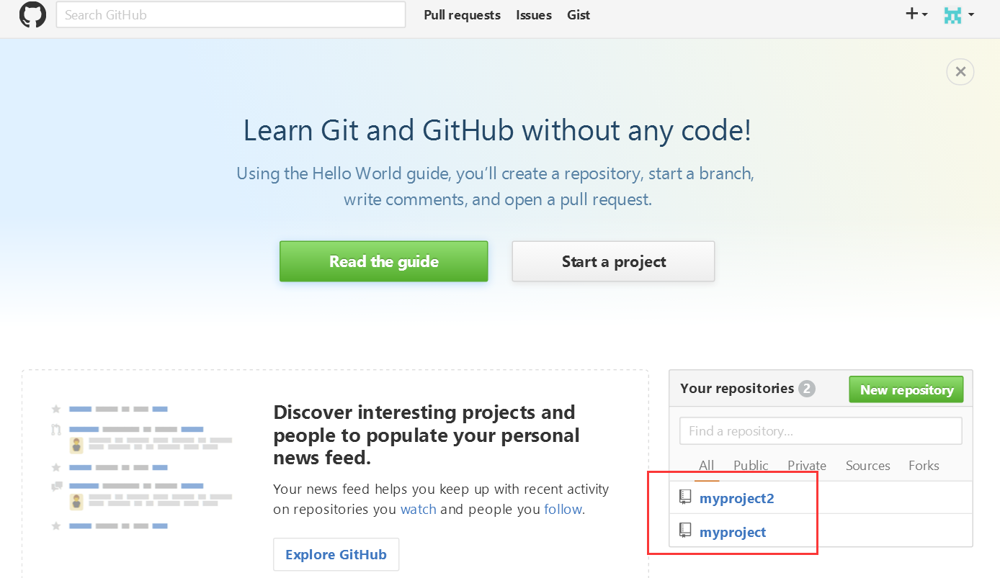 Search GitHub
Pull requests Issues Gist
Learn Git and GitHub without any code!
Using the Hello World guide, you’ll create a repository, start a branch,
write comments, and open a pull request.
Read the guide
Start a project
Discover interesting projects and
people to populate your personal
news feed.
Your news feed helps you keep up with recent activity
on repositories you watch and people you follow.
Explore GitHub
Your repositories 2
New repository
Find a repository...
All Public Private Sources Forks
myproject2
myproject